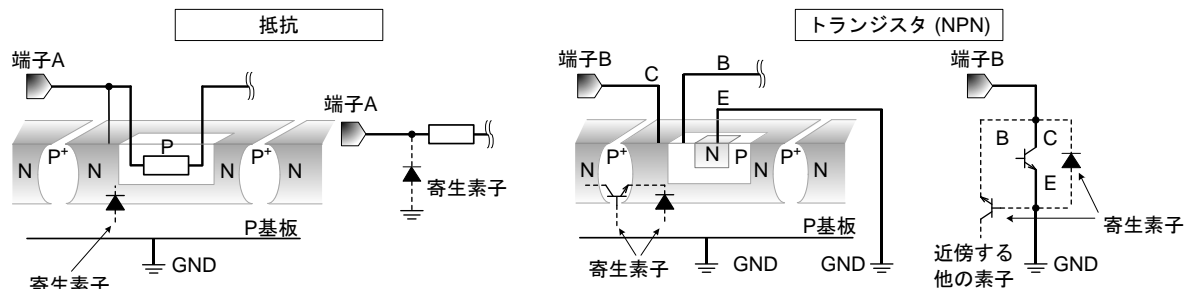 抵抗
端子A
P
N
P+
N
N
P+
N
寄生素子
P基板
GND
端子A
寄生素子
トランジスタ (NPN)
端子B
C
B
E
N
P+
N
N
P
N
P+
N
P基板
寄生素子
GND
GND
端子B
B
C
E
寄生素子
近傍する
他の素子
GND